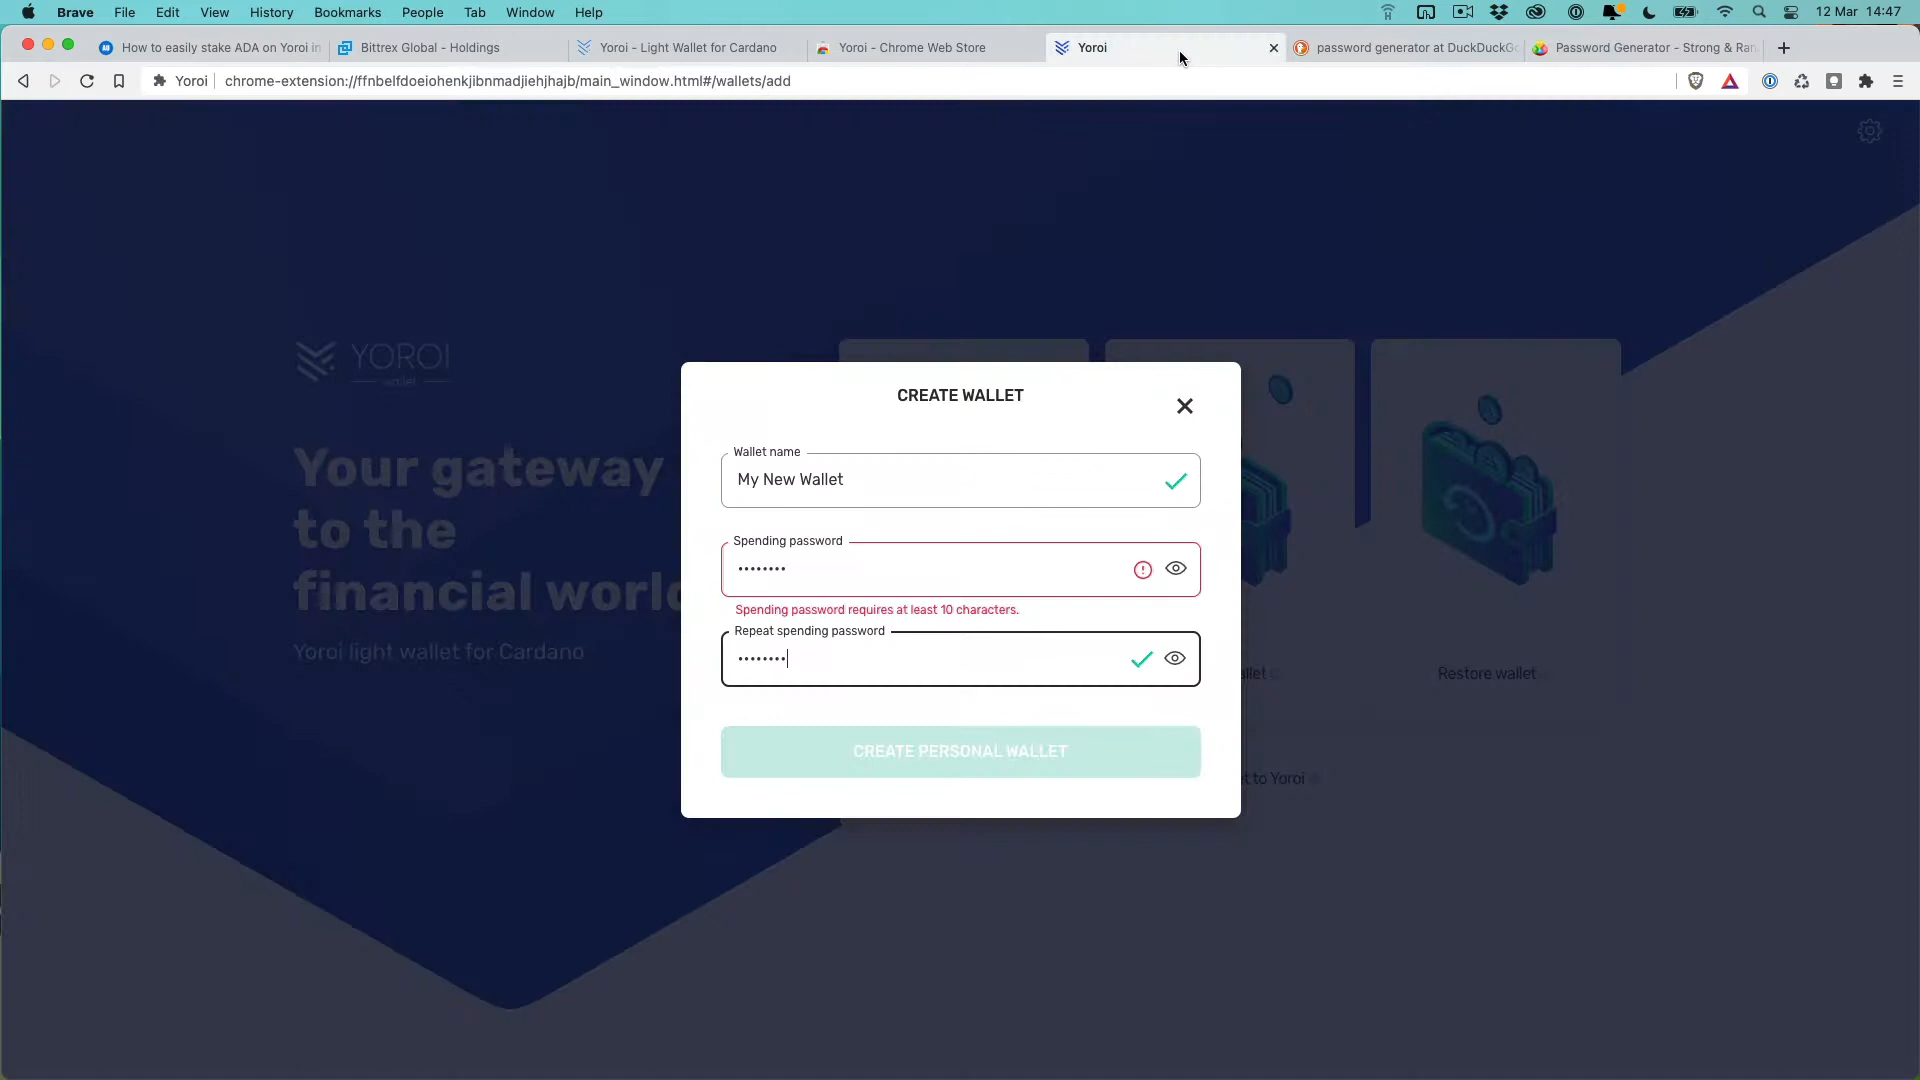 Brave File Edit View History Bookmarks People Tab Window Help 12 Mar 14:47
How to easily stake ADA on Yoroi in
Bittrex Global - Holdings
Yoroi - Light Wallet for Cardano
Yoroi - Chrome Web Store
Yoroi
password generator at DuckDuckG
Password Generator - Strong & Ran
Yoroi chrome-extension://ffnbelfdoeiohenkjibnmadjiehjhajb/main_window.html#/wallets/add
YOROI
wallet
Your gateway
to the
financial world
Yoroi light wallet for Cardano
CREATE WALLET
Wallet name
My New Wallet
Spending password
••••••••
Spending password requires at least 10 characters.
Repeat spending password
••••••••
CREATE PERSONAL WALLET
Restore wallet
to Yoroi